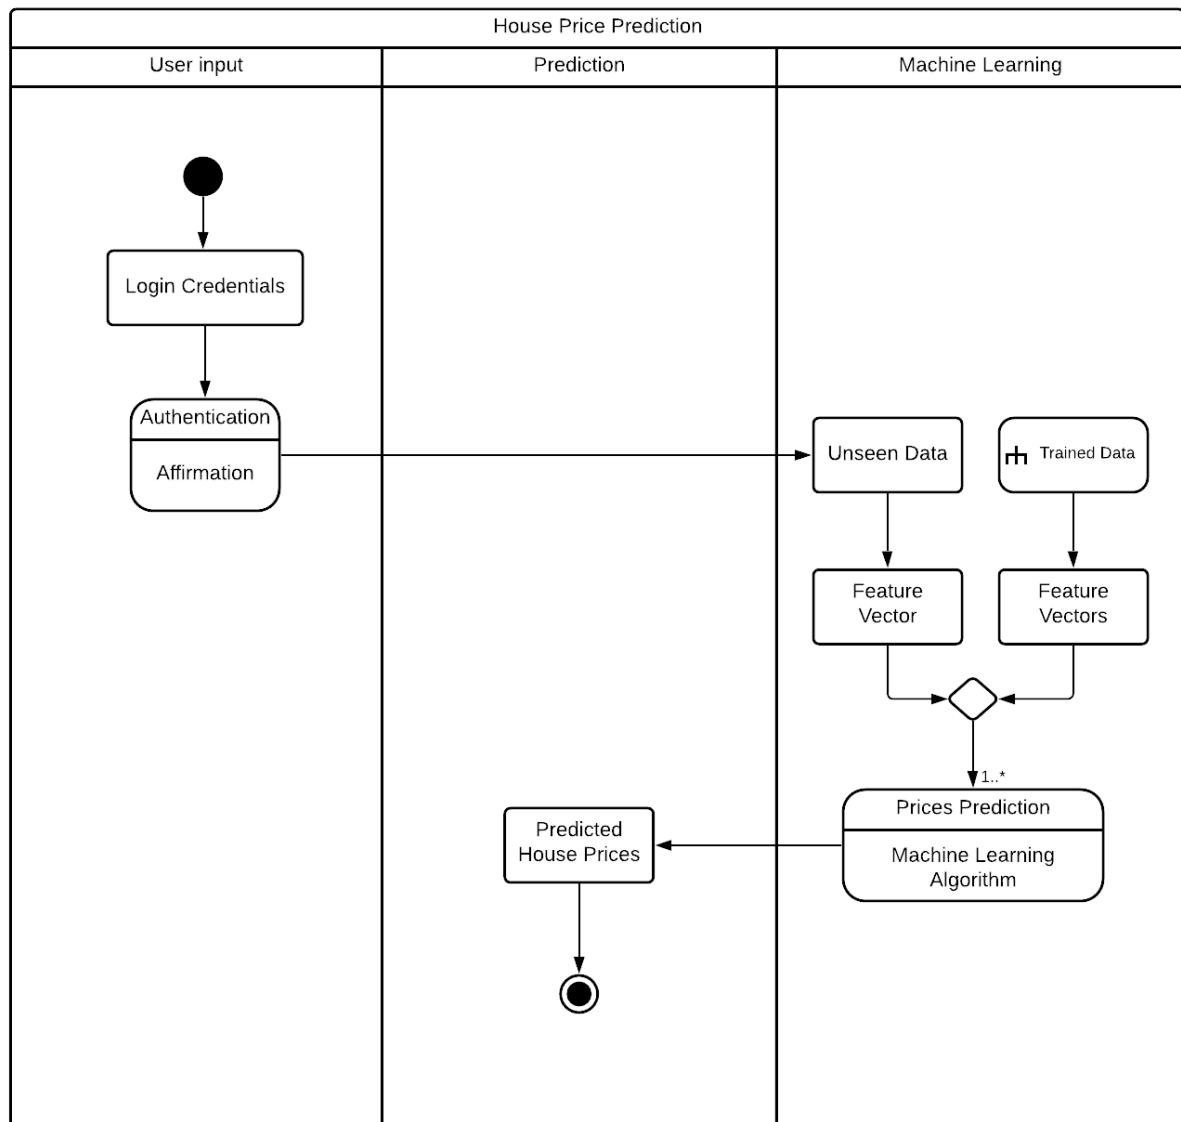 House Price Prediction
User input
Prediction
Machine Learning
Login Credentials
Authentication
Affirmation
Unseen Data
Trained Data
Feature
Vector
Feature
Vectors
1..*
Prices Prediction
Machine Learning
Algorithm
Predicted
House Prices